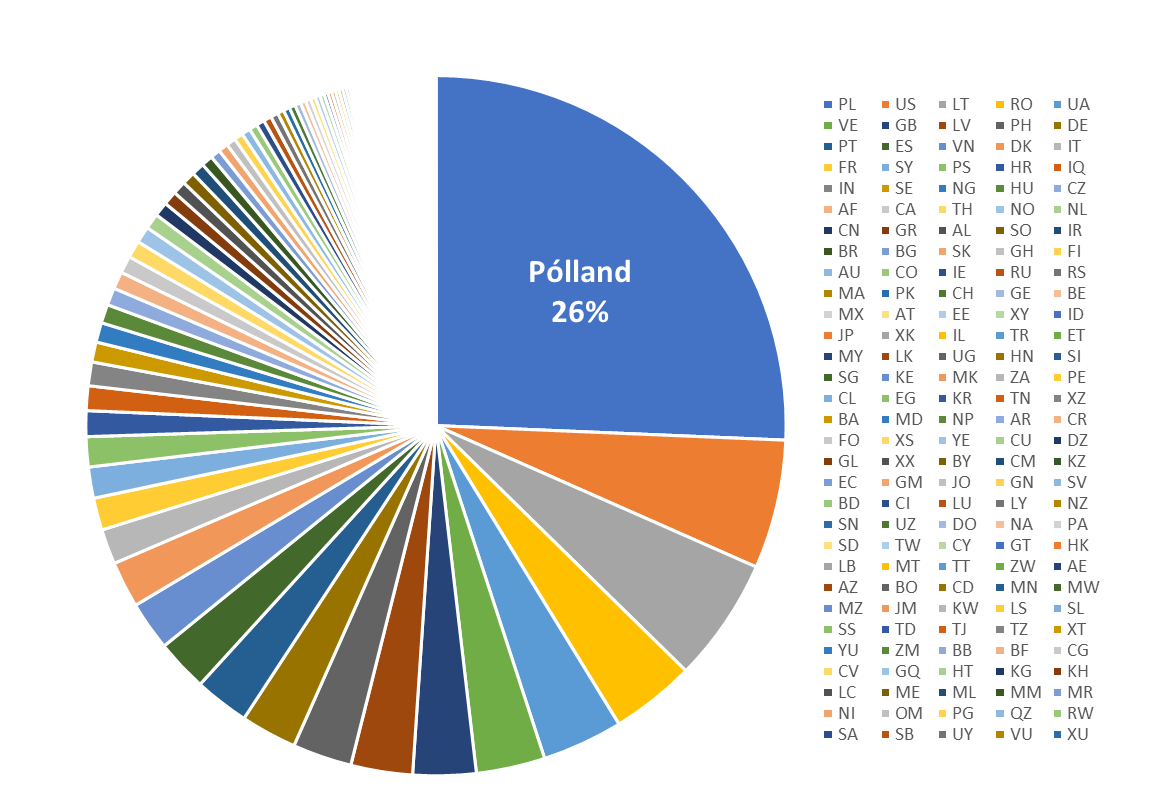 Pólland
26%
PL US LT RO UA
VE GB LV PH DE
PT ES VN DK IT
FR SY PS HR IQ
IN SE NG HU CZ
AF CA TH NO NL
CN GR AL SO IR
BR BG SK GH FI
AU CO IE RU RS
MA PK CH GE BE
MX AT EE XY ID
JP XK IL TR ET
MY LK UG HN SI
SG KE MK ZA PE
CL EG KR TN XZ
BA MD NP AR CR
FO XS YE CU DZ
GL XX BY CM KZ
EC GM JO GN SV
BD CI LU LY NZ
SN UZ DO NA PA
SD TW CY GT HK
LB MT TT ZW AE
AZ BO CD MN MW
MZ JM KW LS SL
SS TD TJ TZ XT
YU ZM BB BF CG
CV GQ HT KG KH
LC ME ML MM MR
NI OM PG QZ RW
SA SB UY VU XU